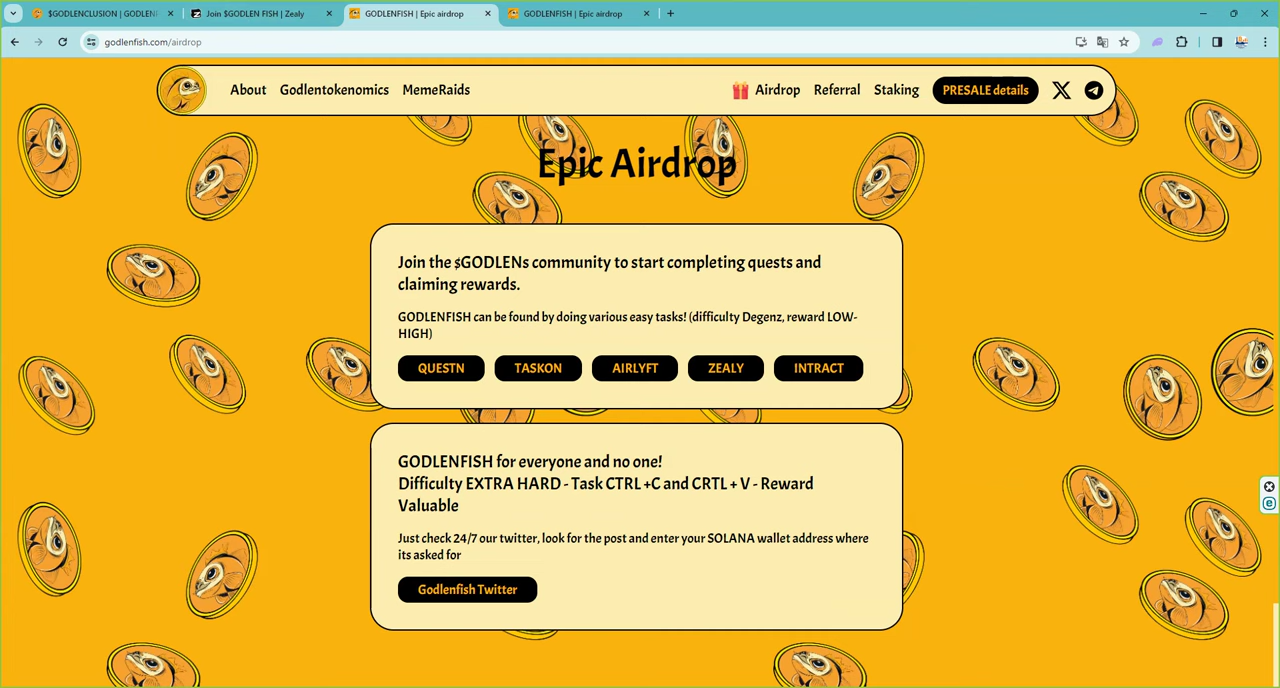 $GODLENCLUSION | GODLEN
Join $GODLEN FISH | Zealy
GODLENFISH | Epic airdrop
GODLENFISH | Epic airdrop
godlenfish.com/airdrop
About Godlentokenomics MemeRaids Airdrop Referral Staking PRESALE details
Epic Airdrop
Join the $GODLENs community to start completing quests and
claiming rewards.
GODLENFISH can be found by doing various easy tasks! (difficulty Degenz, reward LOW-
HIGH)
QUESTN TASKON AIRLYFT ZEALY INTRACT
GODLENFISH for everyone and no one!
Difficulty EXTRA HARD - Task CTRL +C and CRTL + V - Reward
Valuable
Just check 24/7 our twitter, look for the post and enter your SOLANA wallet address where
its asked for
Godlenfish Twitter